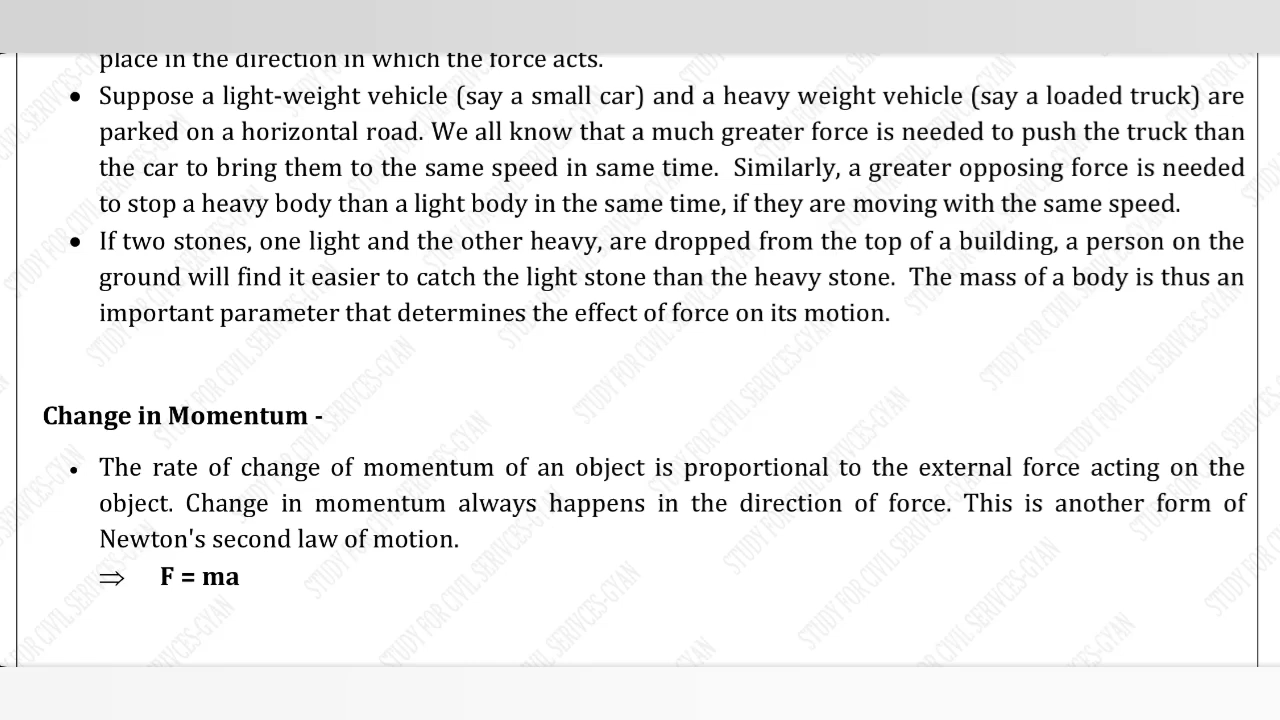 place in the direction in which the force acts.
• Suppose a light-weight vehicle (say a small car) and a heavy weight vehicle (say a loaded truck) are
parked on a horizontal road. We all know that a much greater force is needed to push the truck than
the car to bring them to the same speed in same time. Similarly, a greater opposing force is needed
to stop a heavy body than a light body in the same time, if they are moving with the same speed.
• If two stones, one light and the other heavy, are dropped from the top of a building, a person on the
ground will find it easier to catch the light stone than the heavy stone. The mass of a body is thus an
important parameter that determines the effect of force on its motion.
Change in Momentum -
• The rate of change of momentum of an object is proportional to the external force acting on the
object. Change in momentum always happens in the direction of force. This is another form of
Newton's second law of motion.
⇒ F = ma
STUDY FOR CIVIL SERIVCES-GYAN